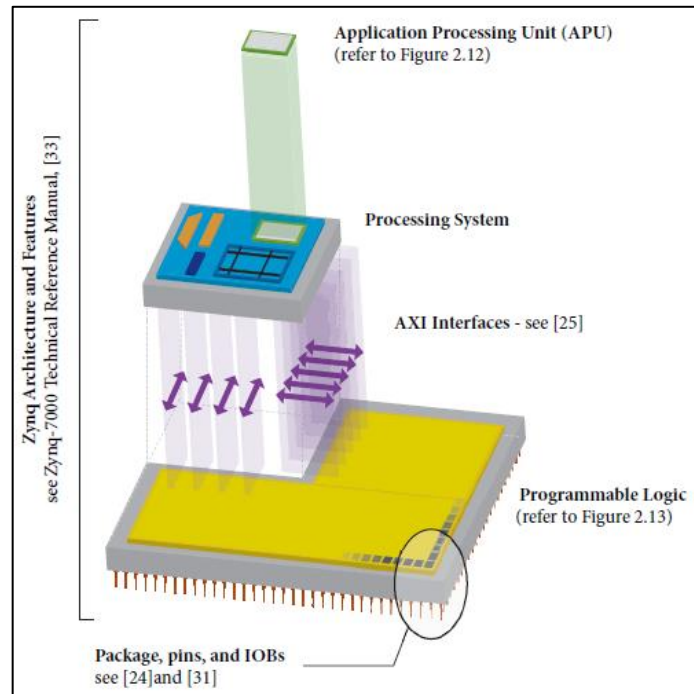 Application Processing Unit (APU)
(refer to Figure 2.12)
Processing System
AXI Interfaces - see [25]
Zynq Architecture and Features
see Zynq-7000 Technical Reference Manual, [33]
Programmable Logic
(refer to Figure 2.13)
Package, pins, and IOBs
see [24]and [31]